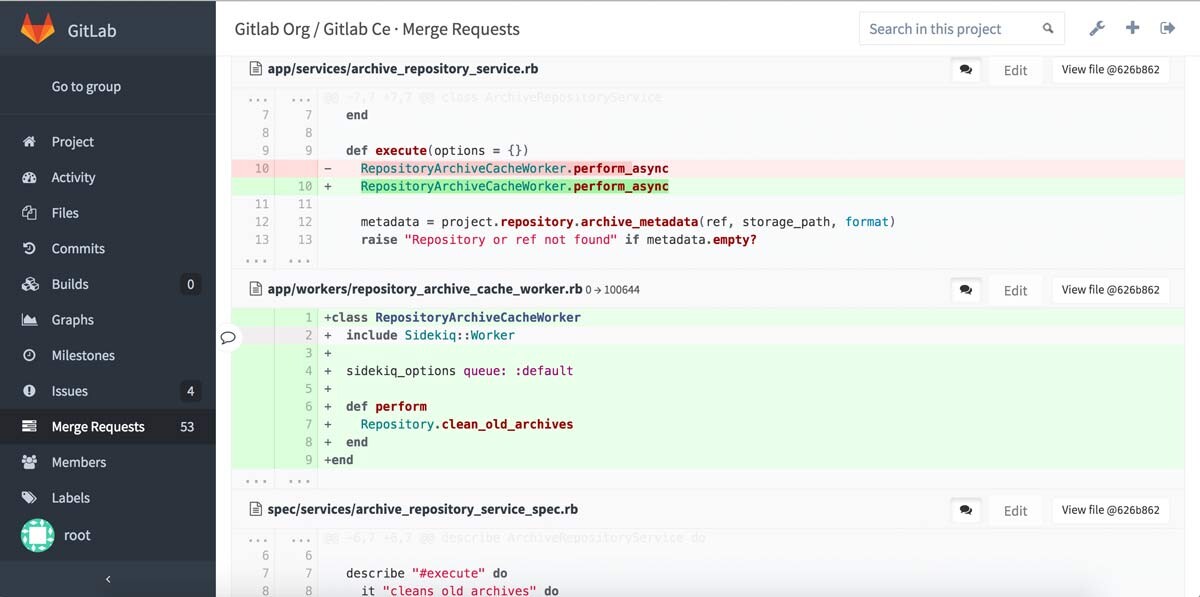 GitLab
Gitlab Org / Gitlab Ce · Merge Requests
Search in this project
Go to group
Project
Activity
Files
Commits
Builds 0
Graphs
Milestones
Issues 4
Merge Requests 53
Members
Labels
root
<
app/services/archive_repository_service.rb
Edit
View file @626b862
... ... @@ -7,7 +7,7 @@ class ArchiveRepositoryService
7 7 end
8 8
9 9 def execute(options = {})
10 - RepositoryArchiveCacheWorker.perform_async
10 + RepositoryArchiveCacheWorker.perform_async
11 11
12 12 metadata = project.repository.archive_metadata(ref, storage_path, format)
13 13 raise "Repository or ref not found" if metadata.empty?
... ...
app/workers/repository_archive_cache_worker.rb 0 → 100644
Edit
View file @626b862
1 +class RepositoryArchiveCacheWorker
2 + include Sidekiq::Worker
3 +
4 + sidekiq_options queue: :default
5 +
6 + def perform
7 + Repository.clean_old_archives
8 + end
9 +end
... ...
spec/services/archive_repository_service_spec.rb
Edit
View file @626b862
... ... @@ -6,7 +6,7 @@ describe ArchiveRepositoryService do
6 6
7 7 describe "#execute" do
8 8 it "cleans old archives" do